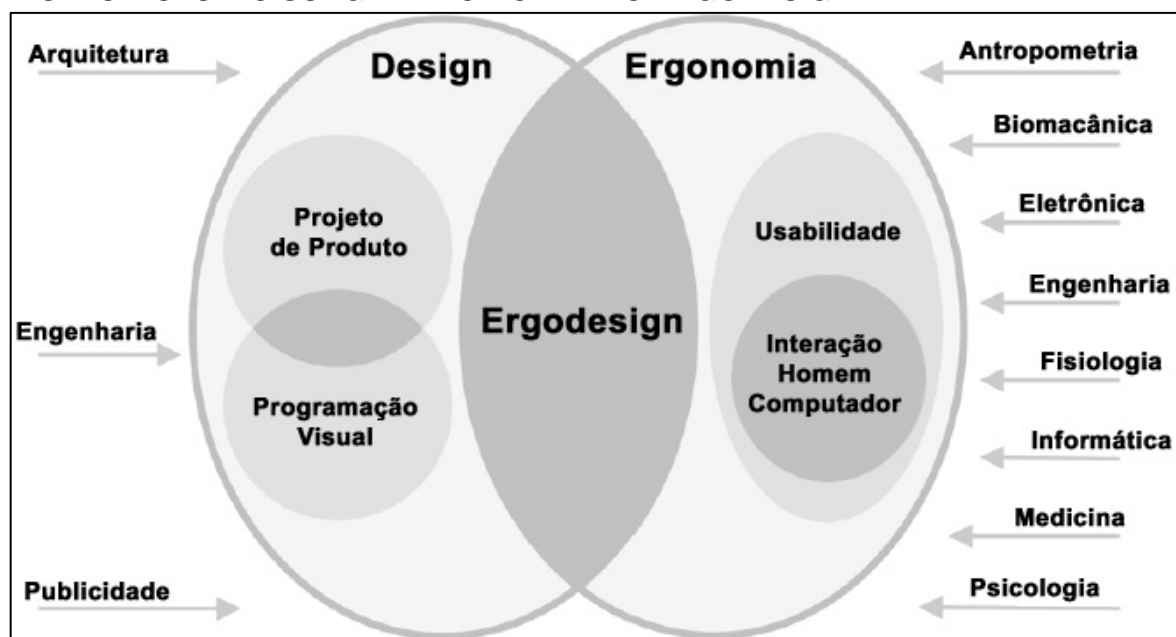 Arquitetura
Design
Ergonomia
Antropometria
Biomacânica
Projeto
de Produto
Eletrônica
Usabilidade
Engenharia
Engenharia
Ergodesign
Interação
Homem
Computador
Fisiologia
Programação
Visual
Informática
Medicina
Publicidade
Psicologia